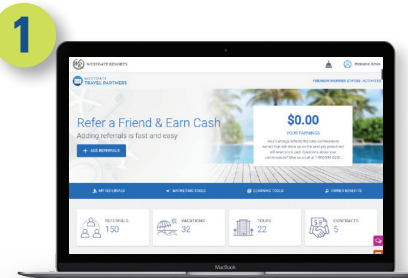 1
WESTGATE RESORTS
WESTGATE
TRAVEL PARTNERS
PREMIUM MEMBER STATUS: ACTIVATED
Refer a Friend
& Earn Cash
Adding referrals is fast and easy
+ ADD REFERRALS
$0.00
YOUR EARNINGS
MY REFERRALS
MARKETING TOOLS
LEARNING TOOLS
OWNER BENEFITS
REFERRALS
150
VACATIONS
32
TOURS
22
CONTRACTS
5
MacBook